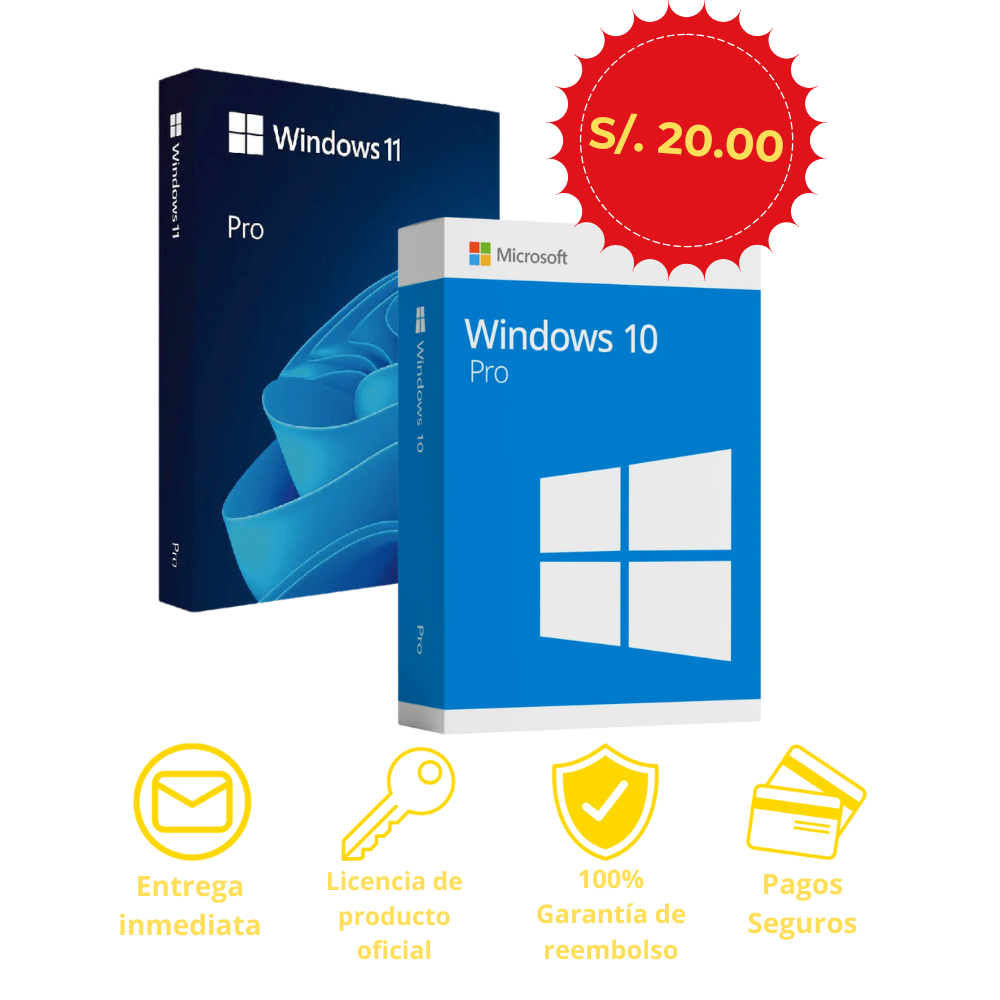 S/. 20.00
Windows 11
Pro
Windows 11
Pro
Microsoft
Windows 10
Pro
Windows 10
Pro
Entrega
inmediata
Licencia de
producto
oficial
100%
Garantía de
reembolso
Pagos
Seguros